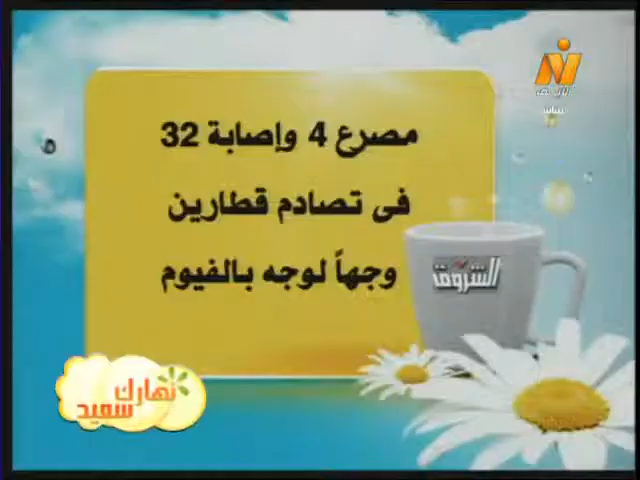 مصرع 4 وإصابة 32
فى تصادم قطارين
وجهاً لوجه بالفيوم
الشروق
نهارك
سعيد